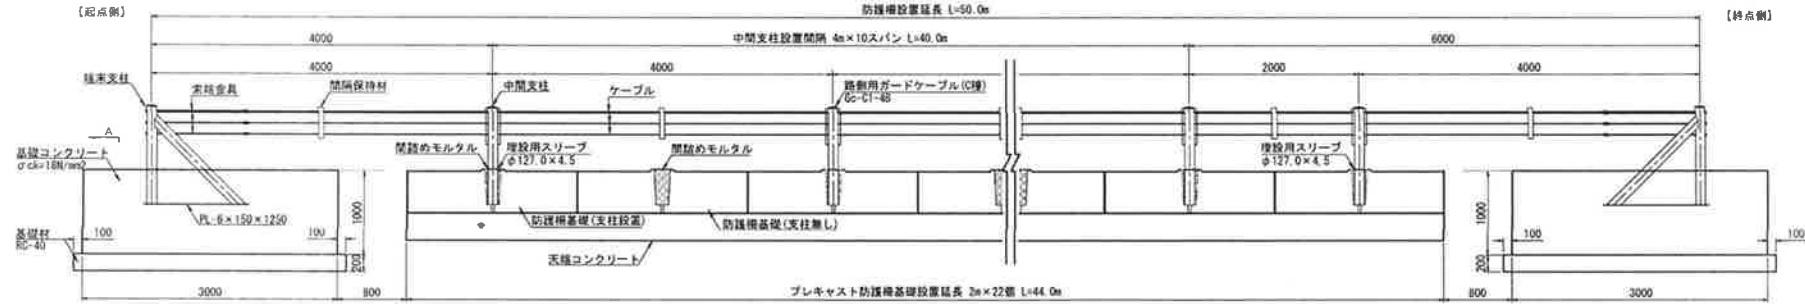 【起点側】
防護柵設置延長 L=50.0m
【終点側】
4000
中間支柱設置間隔 4m×10スパン L=40.0m
6000
4000
4000
2000
4000
端末支柱
末端金具
間隔保持材
中間支柱
ケーブル
路側用ガードケーブル(C種)
Gc-C1-4B
A
基礎コンクリート
σck=18N/mm2
間詰めモルタル
埋設用スリーブ
φ127.0×4.5
間詰めモルタル
埋設用スリーブ
φ127.0×4.5
PL-6×150×1250
1000
防護柵基礎(支柱設置)
防護柵基礎(支柱無し)
1000
基礎材
RC-40
100
100
100
100
200
天端コンクリート
200
3000
800
プレキャスト防護柵基礎設置延長 2m×22個 L=44.0m
800
3000